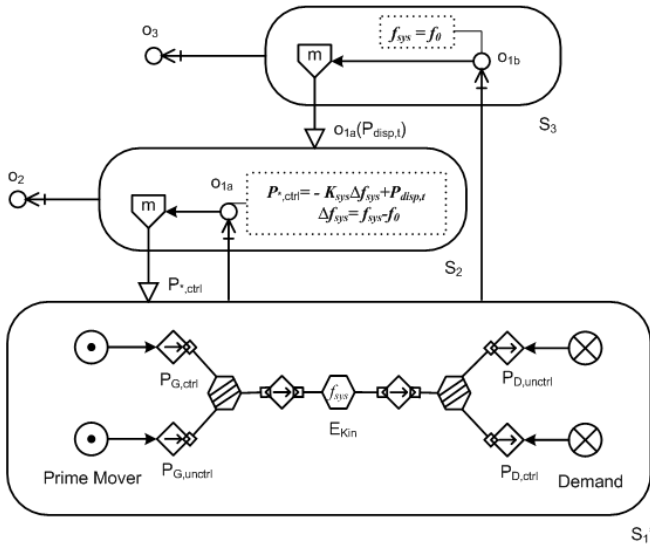 o3
fsys = f0
m
o1b
S3
o1a(Pdisp,t)
o2
o1a
P*,ctrl= - KsysΔfsys+Pdisp,t
Δfsys= fsys-f0
m
S2
P*,ctrl
PG,ctrl
PD,unctrl
fsys
EKin
PG,unctrl
PD,ctrl
Prime Mover
Demand
S1